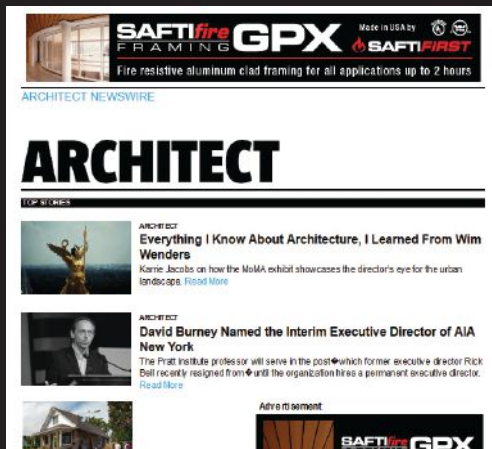 SAFTIfire GPX
FRAMING
Made in USA by
SAFTIFIRST
Fire resistive aluminum clad framing for all applications up to 2 hours
ARCHITECT NEWSWIRE
ARCHITECT
TOP STORIES
ARCHITECT
Everything I Know About Architecture, I Learned From Wim
Wenders
Karrie Jacobs on how the MoMA exhibit showcases the director's eye for the urban
landscape. Read More
ARCHITECT
David Burney Named the Interim Executive Director of AIA
New York
The Pratt Institute professor will serve in the post�which former executive director Rick
Bell recently resigned from�until the organization hires a permanent executive director.
Read More
Advertisement
SAFTIfire GPX